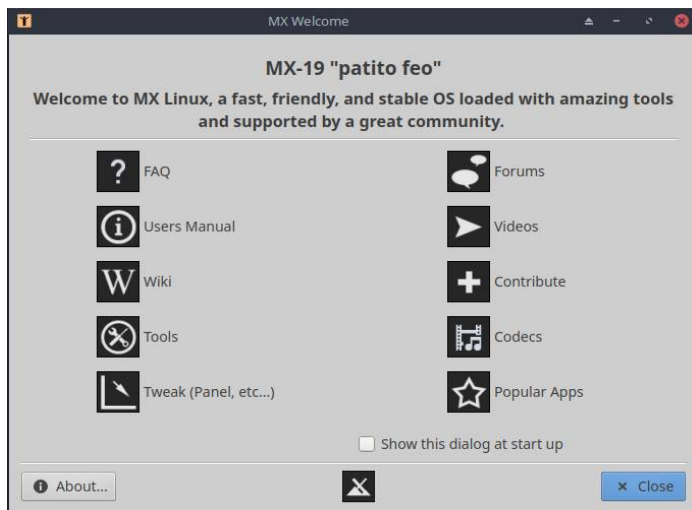 MX Welcome
MX-19 "patito feo"
Welcome to MX Linux, a fast, friendly, and stable OS loaded with amazing tools
and supported by a great community.
? FAQ
Forums
i Users Manual
Videos
W Wiki
Contribute
Tools
Codecs
Tweak (Panel, etc...)
Popular Apps
Show this dialog at start up
About...
Close